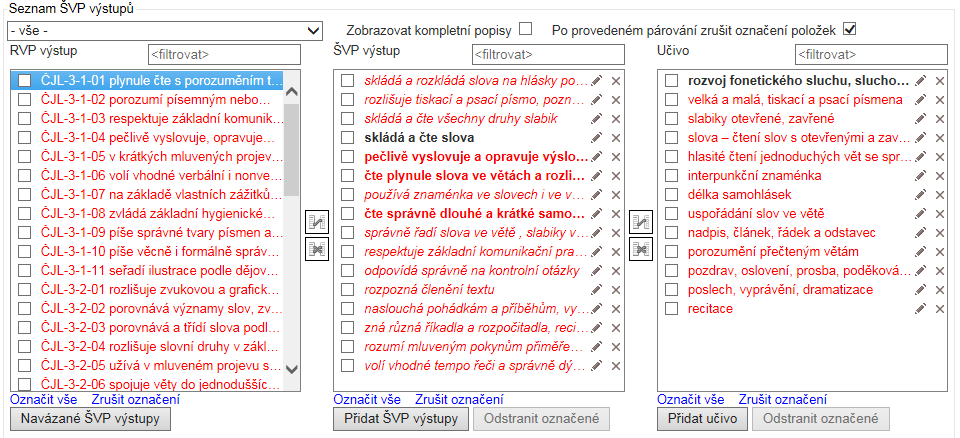 Seznam ŠVP výstupů
- vše -
Zobrazovat kompletní popisy
Po provedeném párování zrušit označení položek
RVP výstup
<filtrovat>
ČJL-3-1-01 plynule čte s porozuměním t...
ČJL-3-1-02 porozumí písemným nebo...
ČJL-3-1-03 respektuje základní komunik...
ČJL-3-1-04 pečlivě vyslovuje, opravuje...
ČJL-3-1-05 v krátkých mluvených projev...
ČJL-3-1-06 volí vhodné verbální i nonve...
ČJL-3-1-07 na základě vlastních zážitků...
ČJL-3-1-08 zvládá základní hygienické...
ČJL-3-1-09 píše správné tvary písmen a...
ČJL-3-1-10 píše věcně i formálně správ...
ČJL-3-1-11 seřadí ilustrace podle dějov...
ČJL-3-2-01 rozlišuje zvukovou a grafick...
ČJL-3-2-02 porovnává významy slov, zv...
ČJL-3-2-03 porovnává a třídí slova podl...
ČJL-3-2-04 rozlišuje slovní druhy v zákl...
ČJL-3-2-05 užívá v mluveném projevu s...
ČJL-3-2-06 spojuje věty do jednoduššíc...
Označit vše Zrušit označení
Navázané ŠVP výstupy
ŠVP výstup
<filtrovat>
skládá a rozkládá slova na hlásky po...
rozlišuje tiskací a psací písmo, pozn...
skládá a čte všechny druhy slabik
skládá a čte slova
pečlivě vyslovuje a opravuje výslo...
čte plynule slova ve větách a rozli...
používá znaménka ve slovech i ve v...
čte správně dlouhé a krátké samo...
správně řadí slova ve větě , slabiky v...
respektuje základní komunikační pra...
odpovídá správně na kontrolní otázky
rozpozna členění textu
naslouchá pohádkám a příběhům, vy...
zná různá říkadla a rozpočitadla, reci...
rozumí mluveným pokynům přiměře...
volí vhodné tempo řeči a správně dý...
Označit vše Zrušit označení
Přidat ŠVP výstupy Odstranit označené
Učivo
<filtrovat>
rozvoj fonetického sluchu, slucho...
velká a malá, tiskací a psací písmena
slabiky otevřené, zavřené
slova – čtení slov s otevřenými a zav...
hlasité čtení jednoduchých vět se spr...
interpunkční znaménka
délka samohlásek
uspořádání slov ve větě
nadpis, článek, řádek a odstavec
porozumění přečteným větám
pozdrav, oslovení, prosba, poděková...
poslech, vyprávění, dramatizace
recitace
Označit vše Zrušit označení
Přidat učivo Odstranit označené